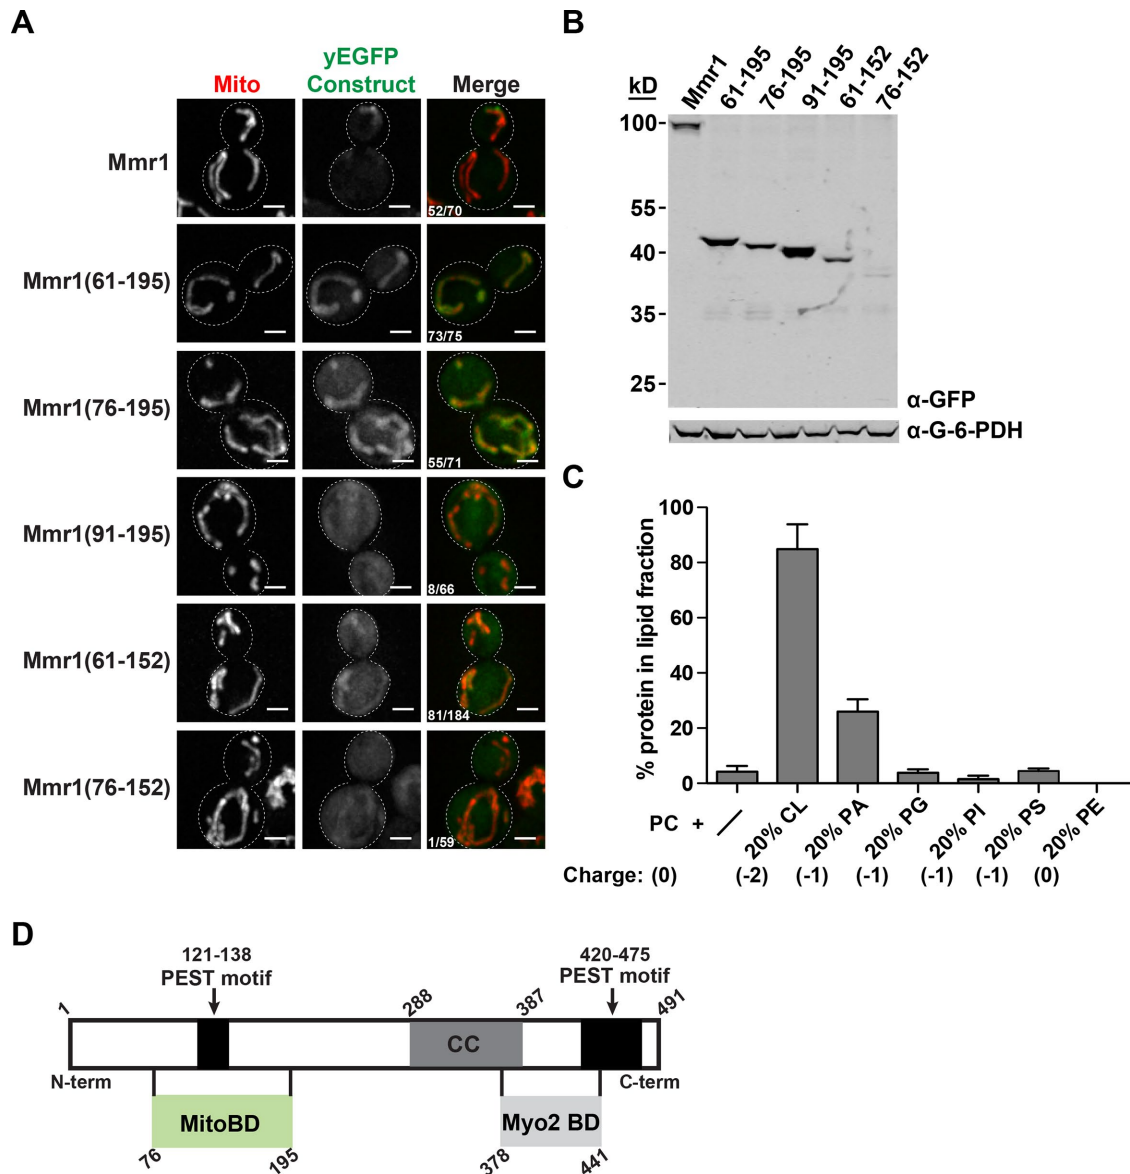 A
Mito
yEGFP
Construct
Merge
Mmr1
52/70
Mmr1(61-195)
73/75
Mmr1(76-195)
55/71
Mmr1(91-195)
8/66
Mmr1(61-152)
81/184
Mmr1(76-152)
1/59
B
kD
Mmr1
61-195
76-195
91-195
61-152
76-152
100
55
40
35
25
α-GFP
α-G-6-PDH
C
% protein in lipid fraction
100
80
60
40
20
0
PC +
20% CL
20% PA
20% PG
20% PI
20% PS
20% PE
Charge: (0) (-2) (-1) (-1) (-1) (-1) (0)
D
121-138
PEST motif
420-475
PEST motif
1
288
387
491
CC
N-term
C-term
MitoBD
Myo2 BD
76
195
378
441